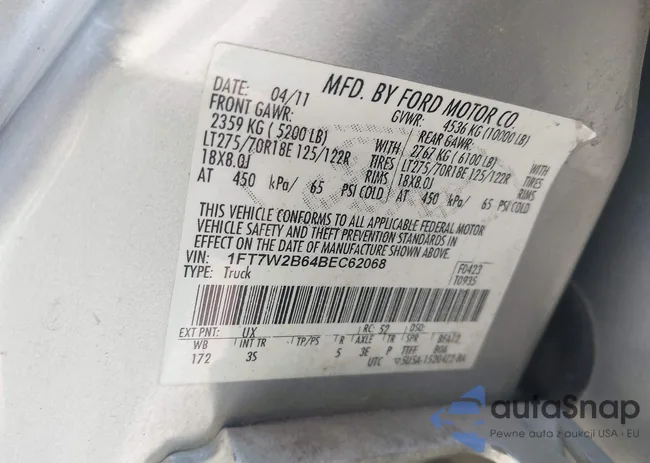 MFD. BY FORD MOTOR CO.
DATE: 04/11 GVWR: 4536 KG (10000 LB)
FRONT GAWR: REAR GAWR:
2359 KG (5200 LB) WITH 2767 KG (6100 LB) WITH
LT275/70R18E 125/122R TIRES LT275/70R18E 125/122R TIRES
18X8.0J RIMS 18X8.0J RIMS
AT 450 kPa/ 65 PSI COLD AT 450 kPa/ 65 PSI COLD
THIS VEHICLE CONFORMS TO ALL APPLICABLE FEDERAL MOTOR
VEHICLE SAFETY AND THEFT PREVENTION STANDARDS IN
EFFECT ON THE DATE OF MANUFACTURE SHOWN ABOVE.
VIN: 1FT7W2B64BEC62068 F0423
TYPE: Truck T0935
EXT PNT: UX RC: 52 DSO:
WB INT TR TP/PS R AXLE TR SPR
172 3S 5 3E P
UTC
autaSnap
Pewne auta z aukcji USA - EU